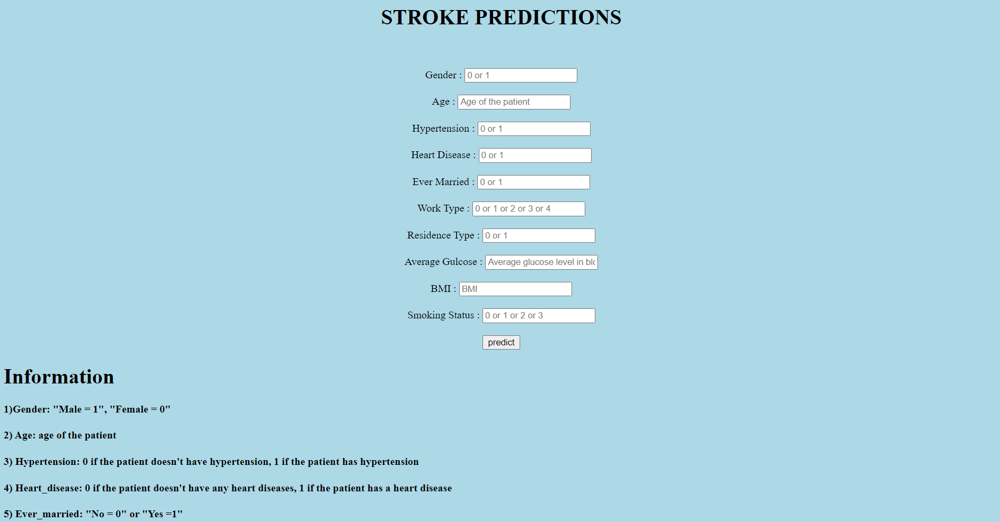 STROKE PREDICTIONS
Gender : 0 or 1
Age : Age of the patient
Hypertension : 0 or 1
Heart Disease : 0 or 1
Ever Married : 0 or 1
Work Type : 0 or 1 or 2 or 3 or 4
Residence Type : 0 or 1
Average Gulcose : Average glucose level in blo
BMI : BMI
Smoking Status : 0 or 1 or 2 or 3
predict
Information
1)Gender: "Male = 1", "Female = 0"
2) Age: age of the patient
3) Hypertension: 0 if the patient doesn't have hypertension, 1 if the patient has hypertension
4) Heart_disease: 0 if the patient doesn't have any heart diseases, 1 if the patient has a heart disease
5) Ever_married: "No = 0" or "Yes =1"